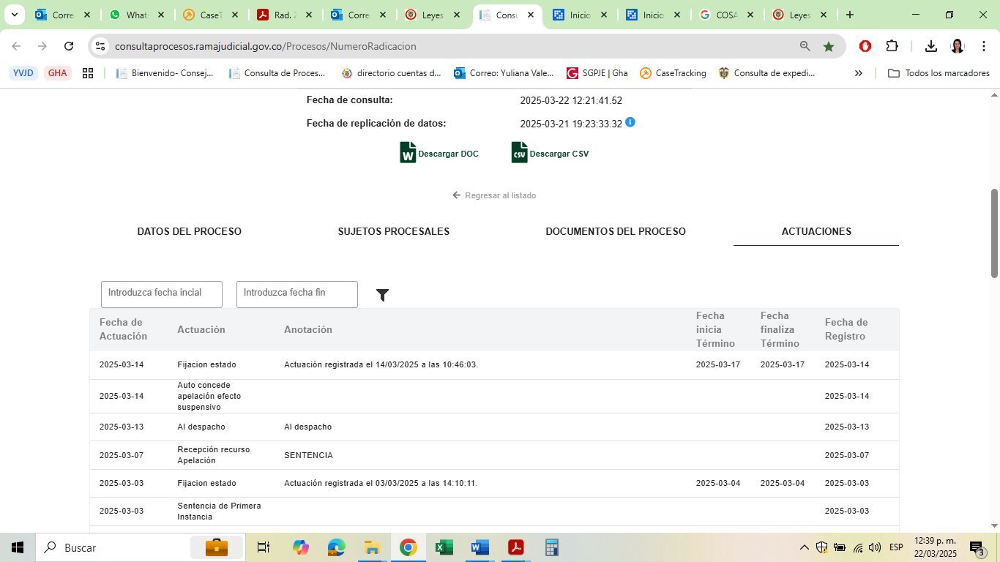 Corre
Whats
CaseT
Rad. 2
Corre
Leyes
Consu
Inicio
Inicio
COSA
Leyes
consultaprocesos.ramajudicial.gov.co/Procesos/NumeroRadicacion
YVJD GHA Bienvenido- Consej... Consulta de Proces... directorio cuentas d... Correo: Yuliana Vale... SGPJE | Gha CaseTracking Consulta de expedi... » Todos los marcadores
Fecha de consulta: 2025-03-22 12:21:41.52
Fecha de replicación de datos: 2025-03-21 19:23:33.32
Descargar DOC Descargar CSV
Regresar al listado
DATOS DEL PROCESO SUJETOS PROCESALES DOCUMENTOS DEL PROCESO ACTUACIONES
Introduzca fecha incial Introduzca fecha fin
Fecha de Actuación Actuación Anotación Fecha inicia Término Fecha finaliza Término Fecha de Registro
2025-03-14 Fijacion estado Actuación registrada el 14/03/2025 a las 10:46:03. 2025-03-17 2025-03-17 2025-03-14
2025-03-14 Auto concede apelación efecto suspensivo 2025-03-14
2025-03-13 Al despacho Al despacho 2025-03-13
2025-03-07 Recepción recurso Apelación SENTENCIA 2025-03-07
2025-03-03 Fijacion estado Actuación registrada el 03/03/2025 a las 14:10:11. 2025-03-04 2025-03-04 2025-03-03
2025-03-03 Sentencia de Primera Instancia 2025-03-03
Buscar
ESP
12:39 p. m.
22/03/2025
3